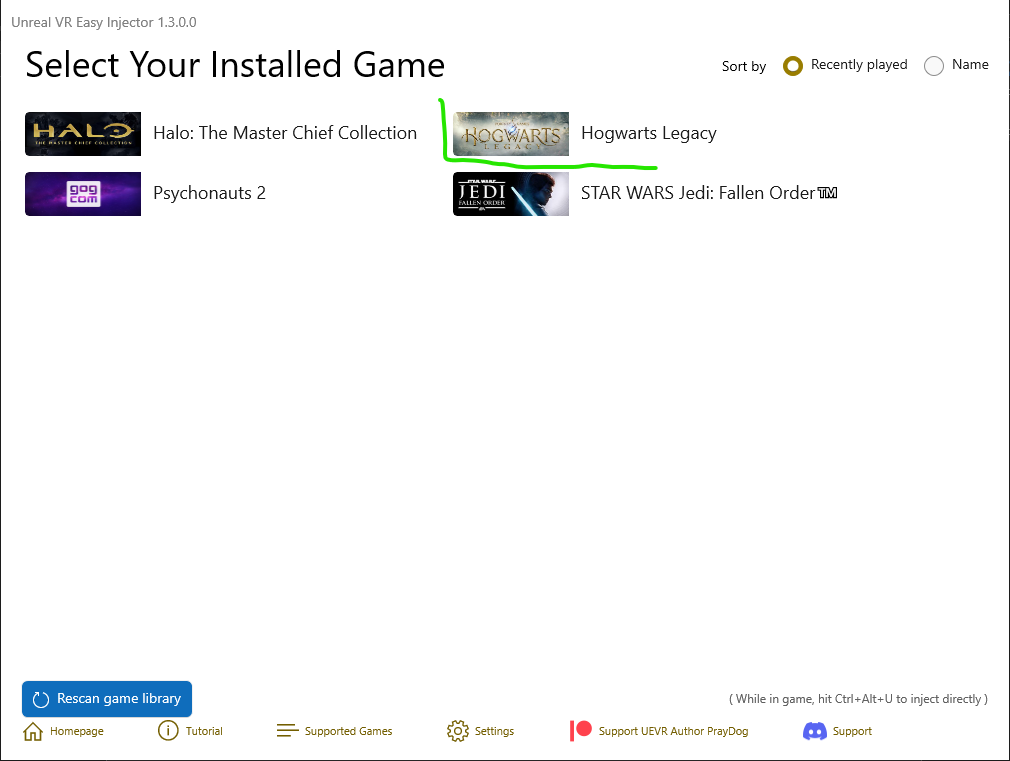 Unreal VR Easy Injector 1.3.0.0
Select Your Installed Game
Sort by Recently played Name
HALO
THE MASTER CHIEF COLLECTION
Halo: The Master Chief Collection
HOGWARTS
LEGACY
Hogwarts Legacy
gog
com
Psychonauts 2
STAR WARS
JEDI
FALLEN ORDER
STAR WARS Jedi: Fallen Order™
Rescan game library
( While in game, hit Ctrl+Alt+U to inject directly )
Homepage Tutorial Supported Games Settings Support UEVR Author PrayDog Support